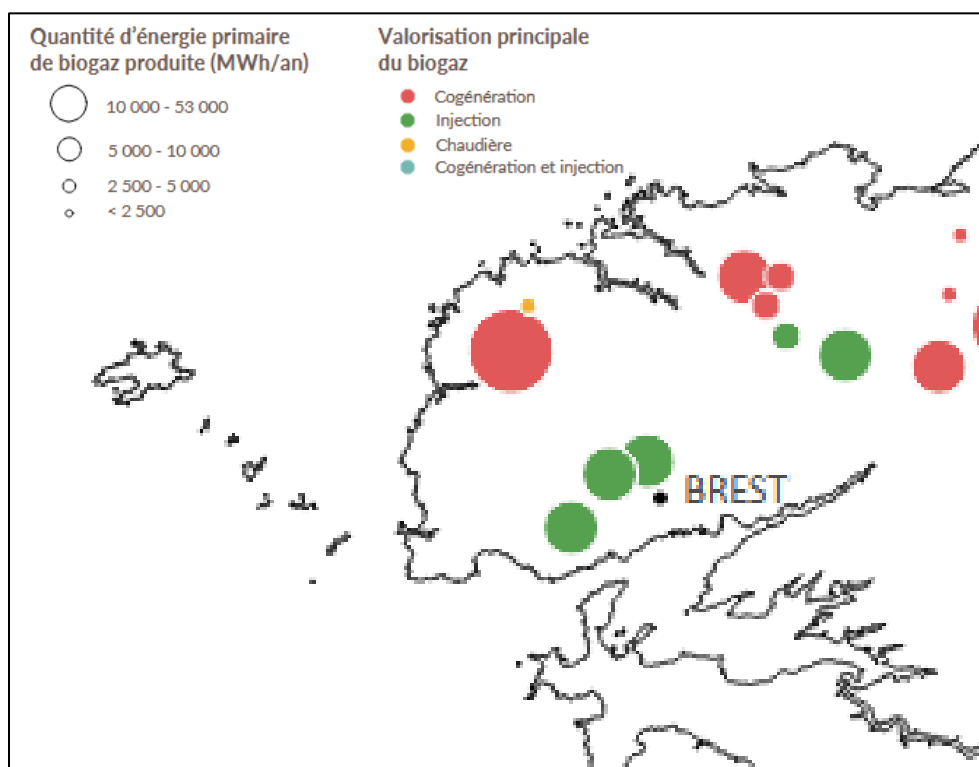 Quantité d'énergie primaire
de biogaz produite (MWh/an)
10 000 - 53 000
5 000 - 10 000
2 500 - 5 000
< 2 500
Valorisation principale
du biogaz
Cogénération
Injection
Chaudière
Cogénération et injection
BREST